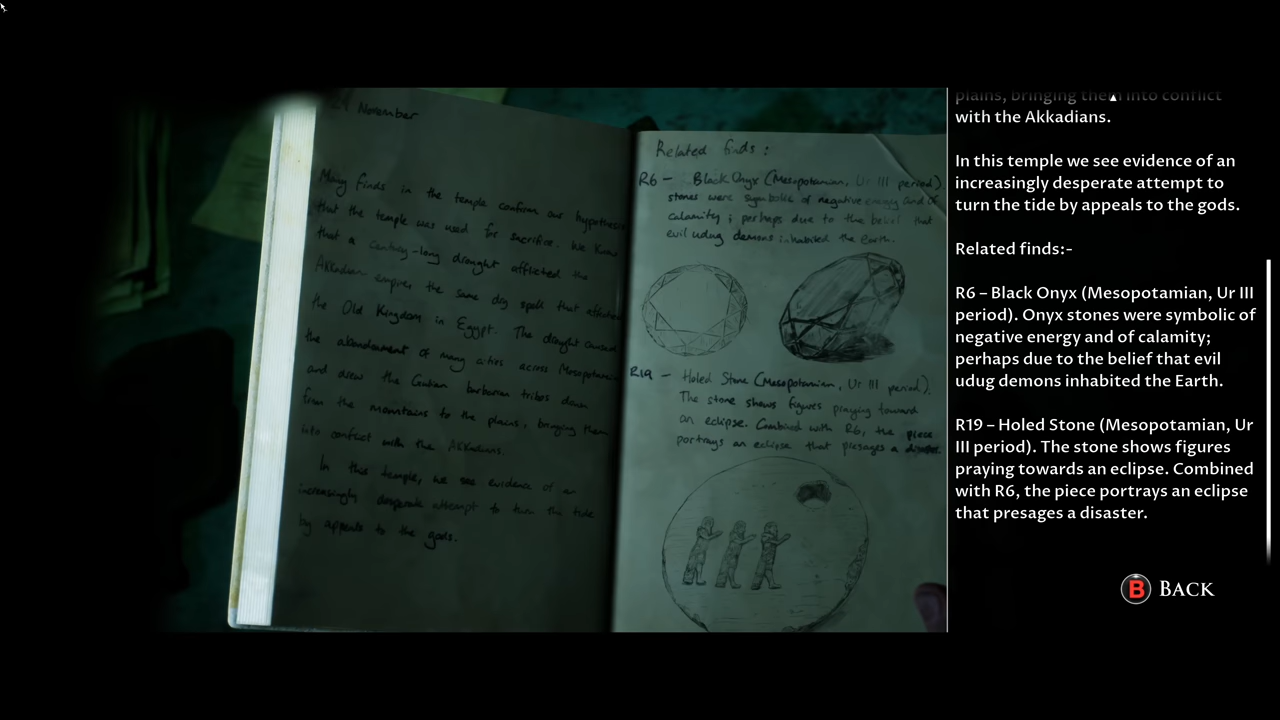 24 November
Many finds in the temple confirm our hypothesis
that the temple was used for sacrifice. We know
that a century-long drought afflicted the
Akkadian empire the same dry spell that affected
the Old Kingdom in Egypt. The drought caused
the abandonment of many cities across Mesopotamia
and drew the Gutian barbarian tribes down
from the mountains to the plains, bringing them
into conflict with the Akkadians.
In this temple, we see evidence of an
increasingly desperate attempt to turn the tide
by appeals to the gods.
Related finds:
R6 - Black Onyx (Mesopotamian, Ur III period).
stones were symbolic of negative energy and of
calamity; perhaps due to the belief that
evil udug demons inhabited the Earth.
R19 - Holed Stone (Mesopotamian, Ur III period).
The stone shows figures praying toward
an eclipse. Combined with R6, the piece
portrays an eclipse that presages a disaster.
plains, bringing them into conflict
with the Akkadians.
In this temple we see evidence of an
increasingly desperate attempt to
turn the tide by appeals to the gods.
Related finds:-
R6 – Black Onyx (Mesopotamian, Ur III
period). Onyx stones were symbolic of
negative energy and of calamity;
perhaps due to the belief that evil
udug demons inhabited the Earth.
R19 – Holed Stone (Mesopotamian, Ur
III period). The stone shows figures
praying towards an eclipse. Combined
with R6, the piece portrays an eclipse
that presages a disaster.
B BACK